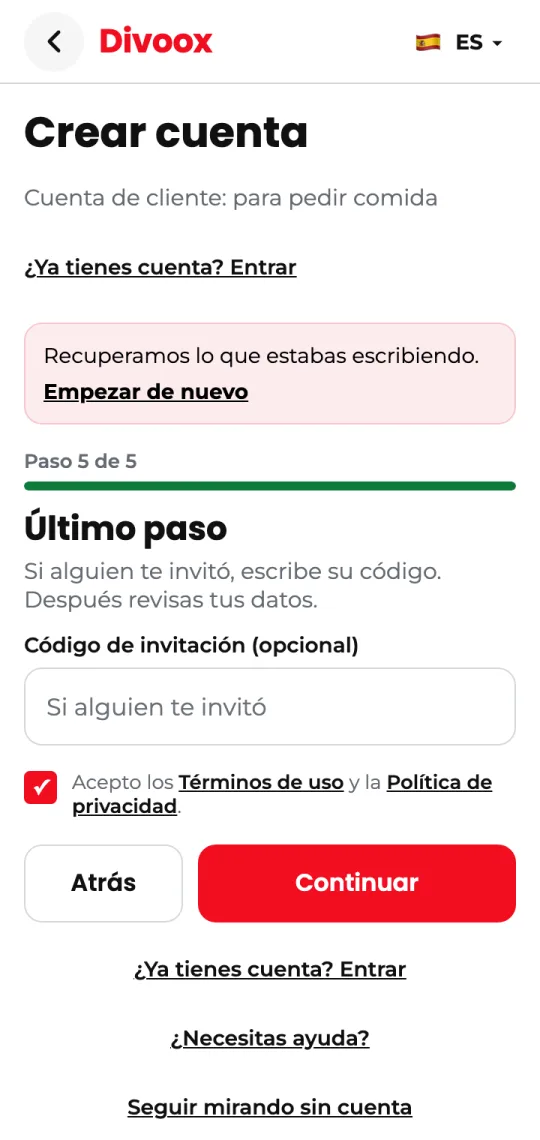 Divoox
ES
Crear cuenta
Cuenta de cliente: para pedir comida
¿Ya tienes cuenta? Entrar
Recuperamos lo que estabas escribiendo.
Empezar de nuevo
Paso 5 de 5
Último paso
Si alguien te invitó, escribe su código.
Después revisas tus datos.
Código de invitación (opcional)
Si alguien te invitó
Acepto los Términos de uso y la Política de
privacidad.
Atrás
Continuar
¿Ya tienes cuenta? Entrar
¿Necesitas ayuda?
Seguir mirando sin cuenta